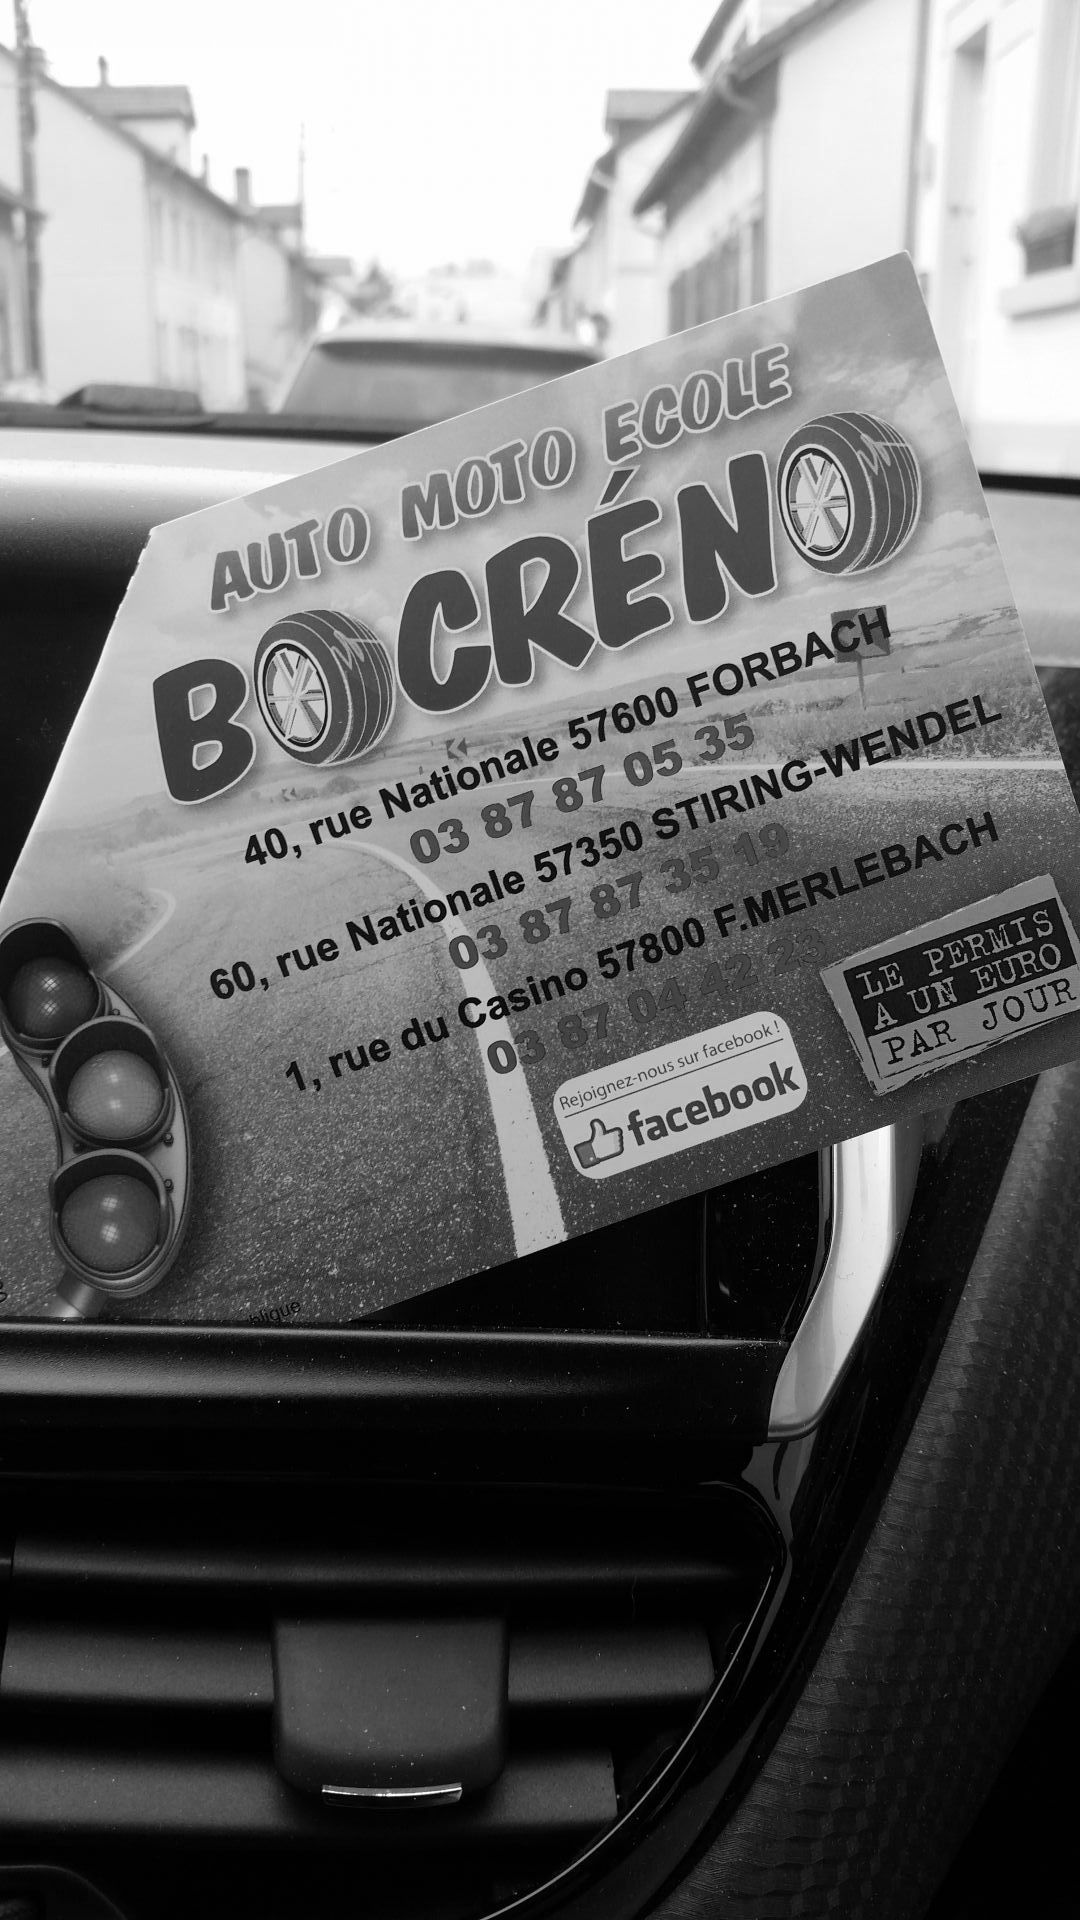 AUTO MOTO ECOLE
BOCRÉNO
40, rue Nationale 57600 FORBACH
03 87 87 05 35
60, rue Nationale 57350 STIRING-WENDEL
03 87 87 35 19
1, rue du Casino 57800 F.MERLEBACH
03 87 04 42 23
LE PERMIS
A UN EURO
PAR JOUR
Rejoignez-nous sur facebook !
facebook